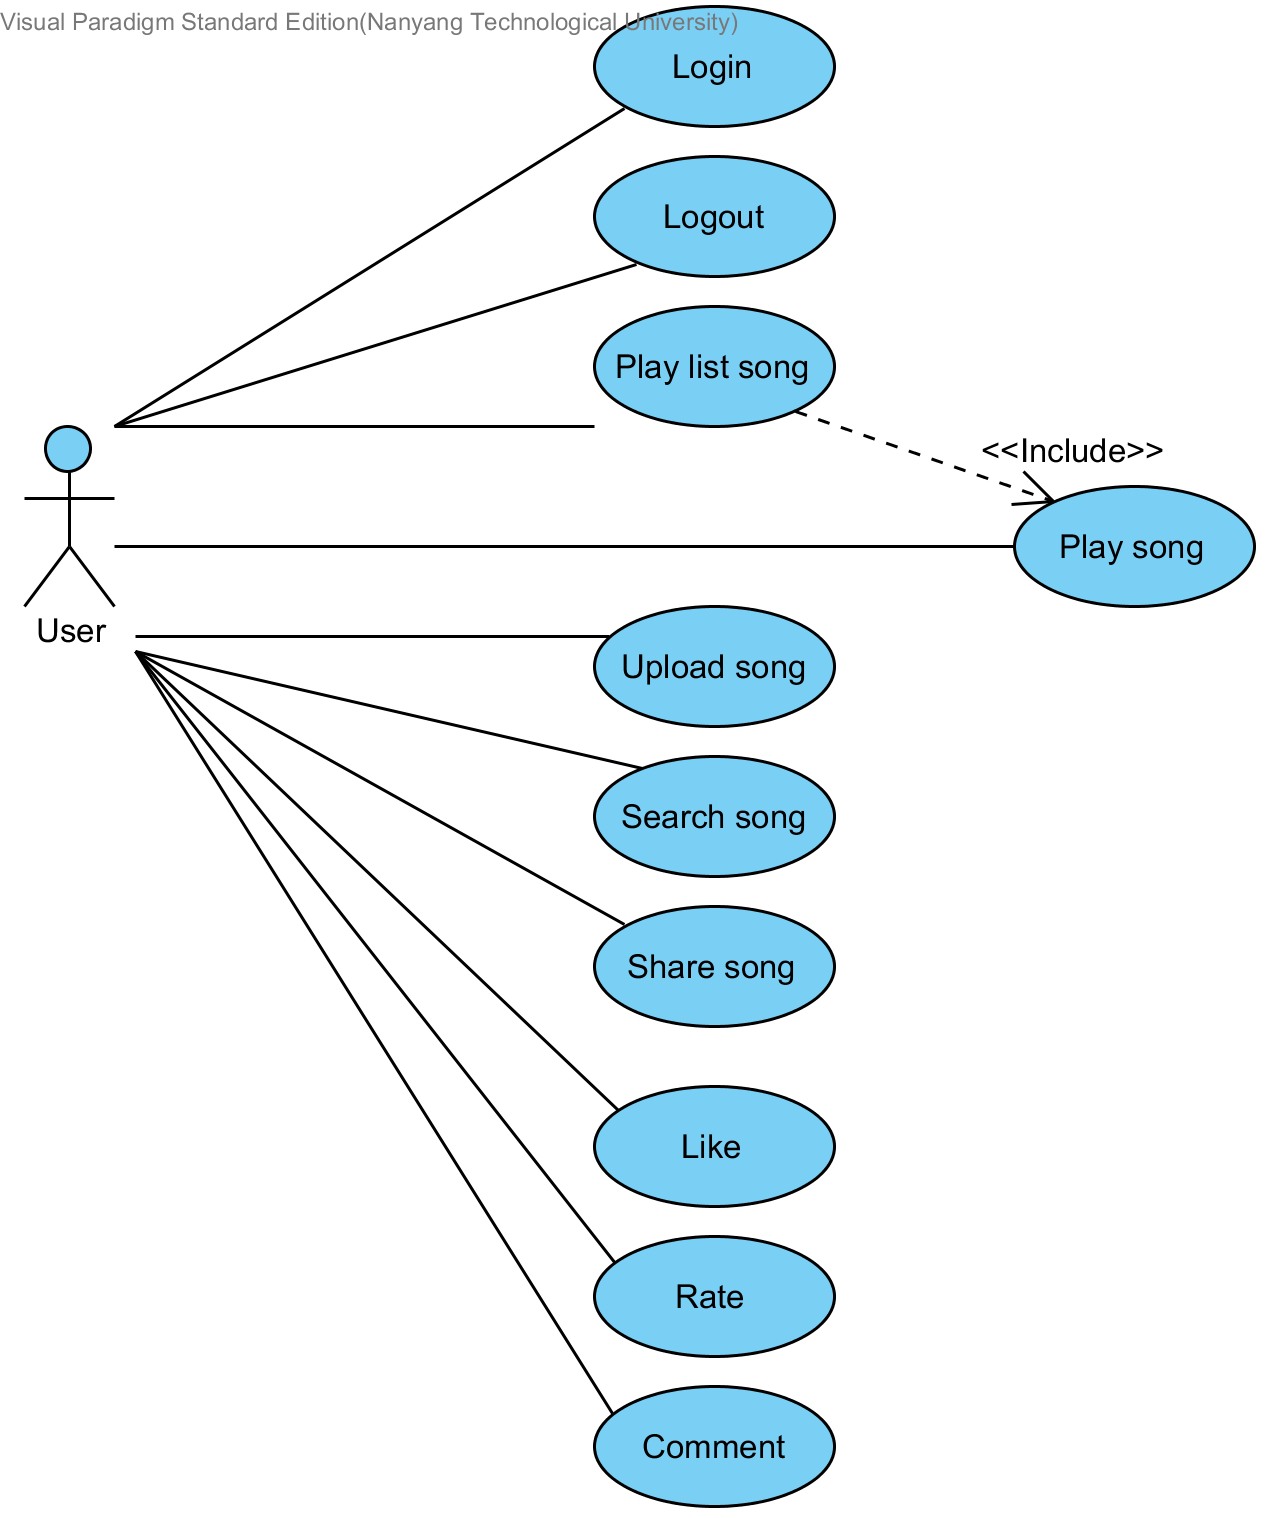 Visual Paradigm Standard Edition(Nanyang Technological University)
Login
Logout
Play list song
<<Include>>
Play song
User
Upload song
Search song
Share song
Like
Rate
Comment